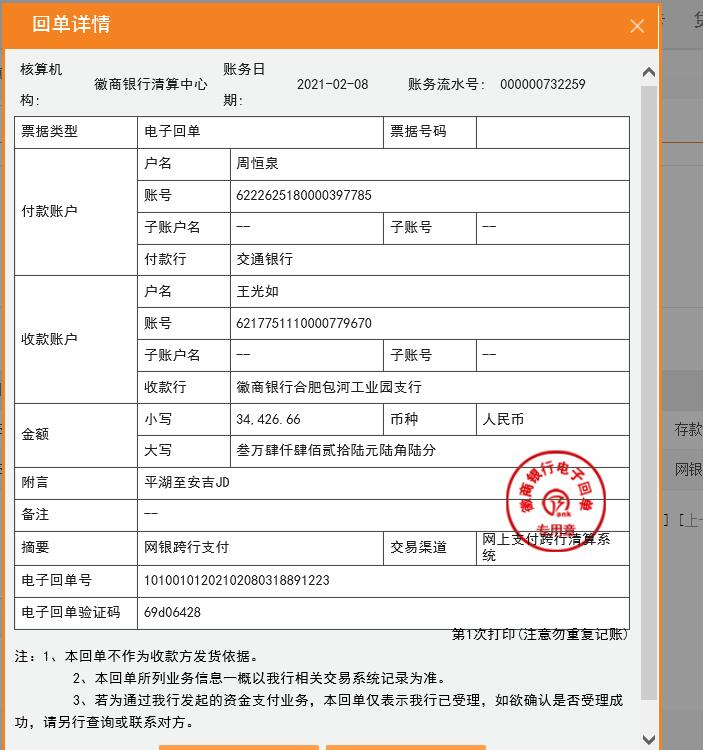 回单详情
核算机构: 徽商银行清算中心 账务日期: 2021-02-08 账务流水号: 000000732259
票据类型 电子回单 票据号码
付款账户 户名 周恒泉
账号 6222625180000397785
子账户名 -- 子账号 --
付款行 交通银行
收款账户 户名 王光如
账号 6217751110000779670
子账户名 -- 子账号 --
收款行 徽商银行合肥包河工业园支行
金额 小写 34,426.66 币种 人民币
大写 叁万肆仟肆佰贰拾陆元陆角陆分
附言 平湖至安吉JD
备注 --
徽商银行电子回单
ank
专用章
摘要 网银跨行支付 交易渠道 网上支付跨行清算系统
电子回单号 10100101202102080318891223
电子回单验证码 69d06428
第1次打印(注意勿重复记账)
注: 1、本回单不作为收款方发货依据。
2、本回单所列业务信息一概以我行相关交易系统记录为准。
3、若为通过我行发起的资金支付业务, 本回单仅表示我行已受理, 如欲确认是否受理成
功, 请另行查询或联系对方。
存款
网银
] [上一